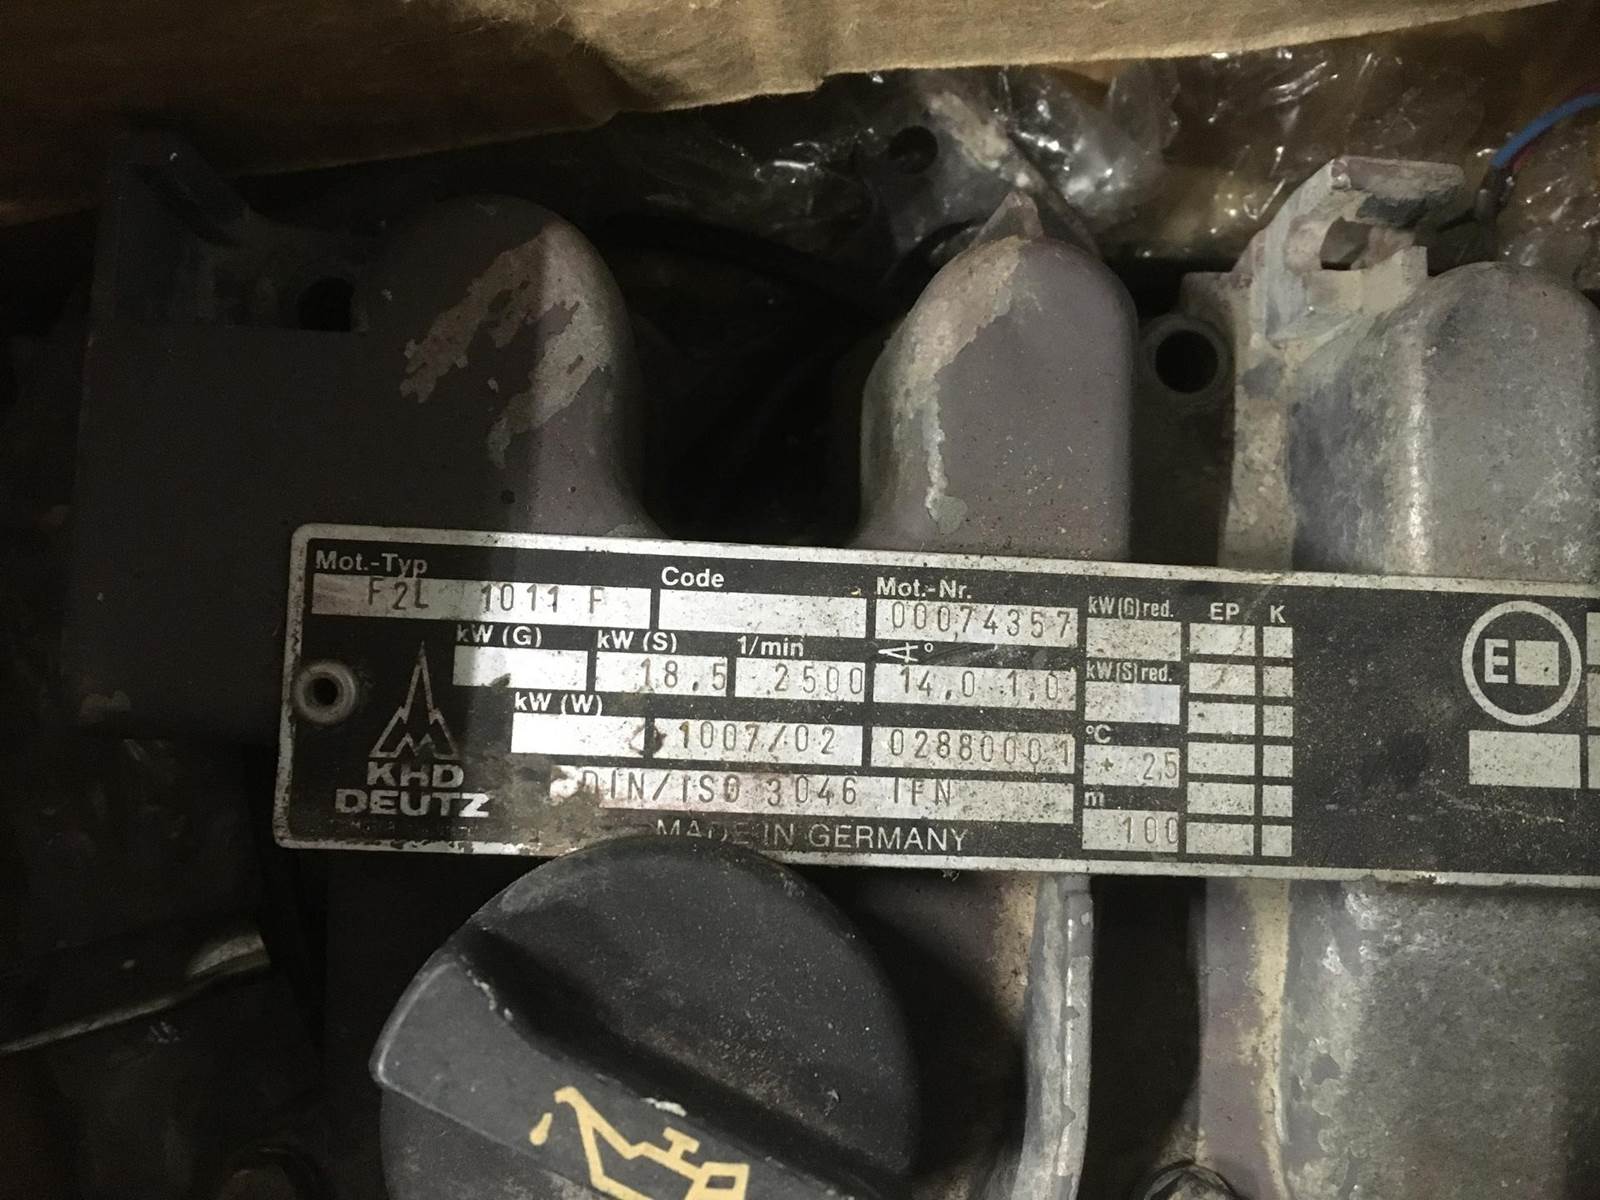 Mot.-Typ Code Mot.-Nr. kW(G)red. EP K
F2L 1011 F 00074357
kW (G) kW (S) 1/min ∢° kW(S)red.
18,5 2500 14,0 1,0
kW (W) °C
1007/02 02880001 + 25
KHD DIN/ISO 3046 IFN m
DEUTZ 100
MADE IN GERMANY
E